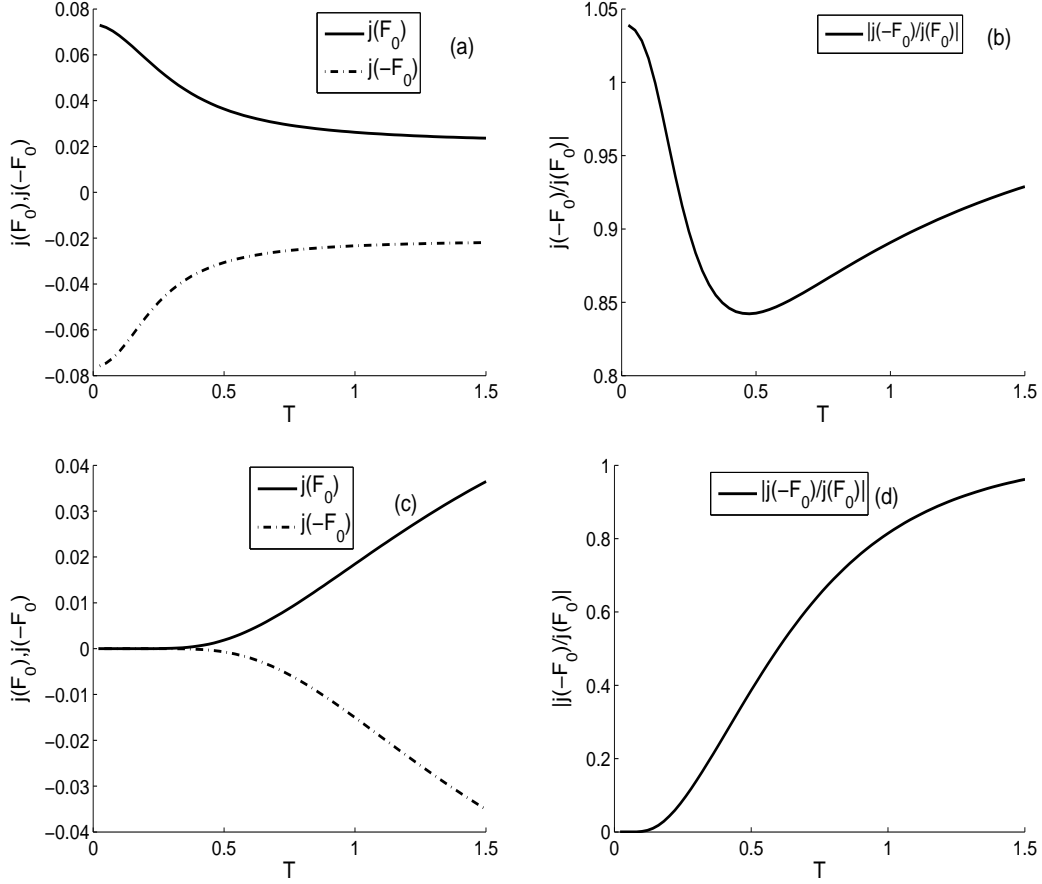 0.08
0.06
0.04
0.02
0
−0.02
−0.04
−0.06
−0.08
j(F0),j(−F0)
j(F0)
j(−F0)
(a)
0 0.5 1 1.5
T
1.05
1
0.95
0.9
0.85
0.8
j(−F0)/j(F0)|
|j(−F0)/j(F0)|
(b)
0 0.5 1 1.5
T
0.04
0.03
0.02
0.01
0
−0.01
−0.02
−0.03
−0.04
j(F0),j(−F0)
j(F0)
j(−F0)
(c)
0 0.5 1 1.5
T
1
0.8
0.6
0.4
0.2
0
|j(−F0)/j(F0)|
|j(−F0)/j(F0)|
(d)
0 0.5 1 1.5
T